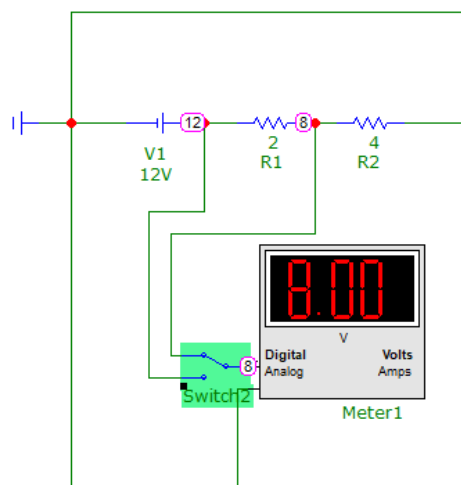 12
8
V1
12V
2
R1
4
R2
8.00
V
Digital
Volts
Analog
Amps
8
Switch2
Meter1